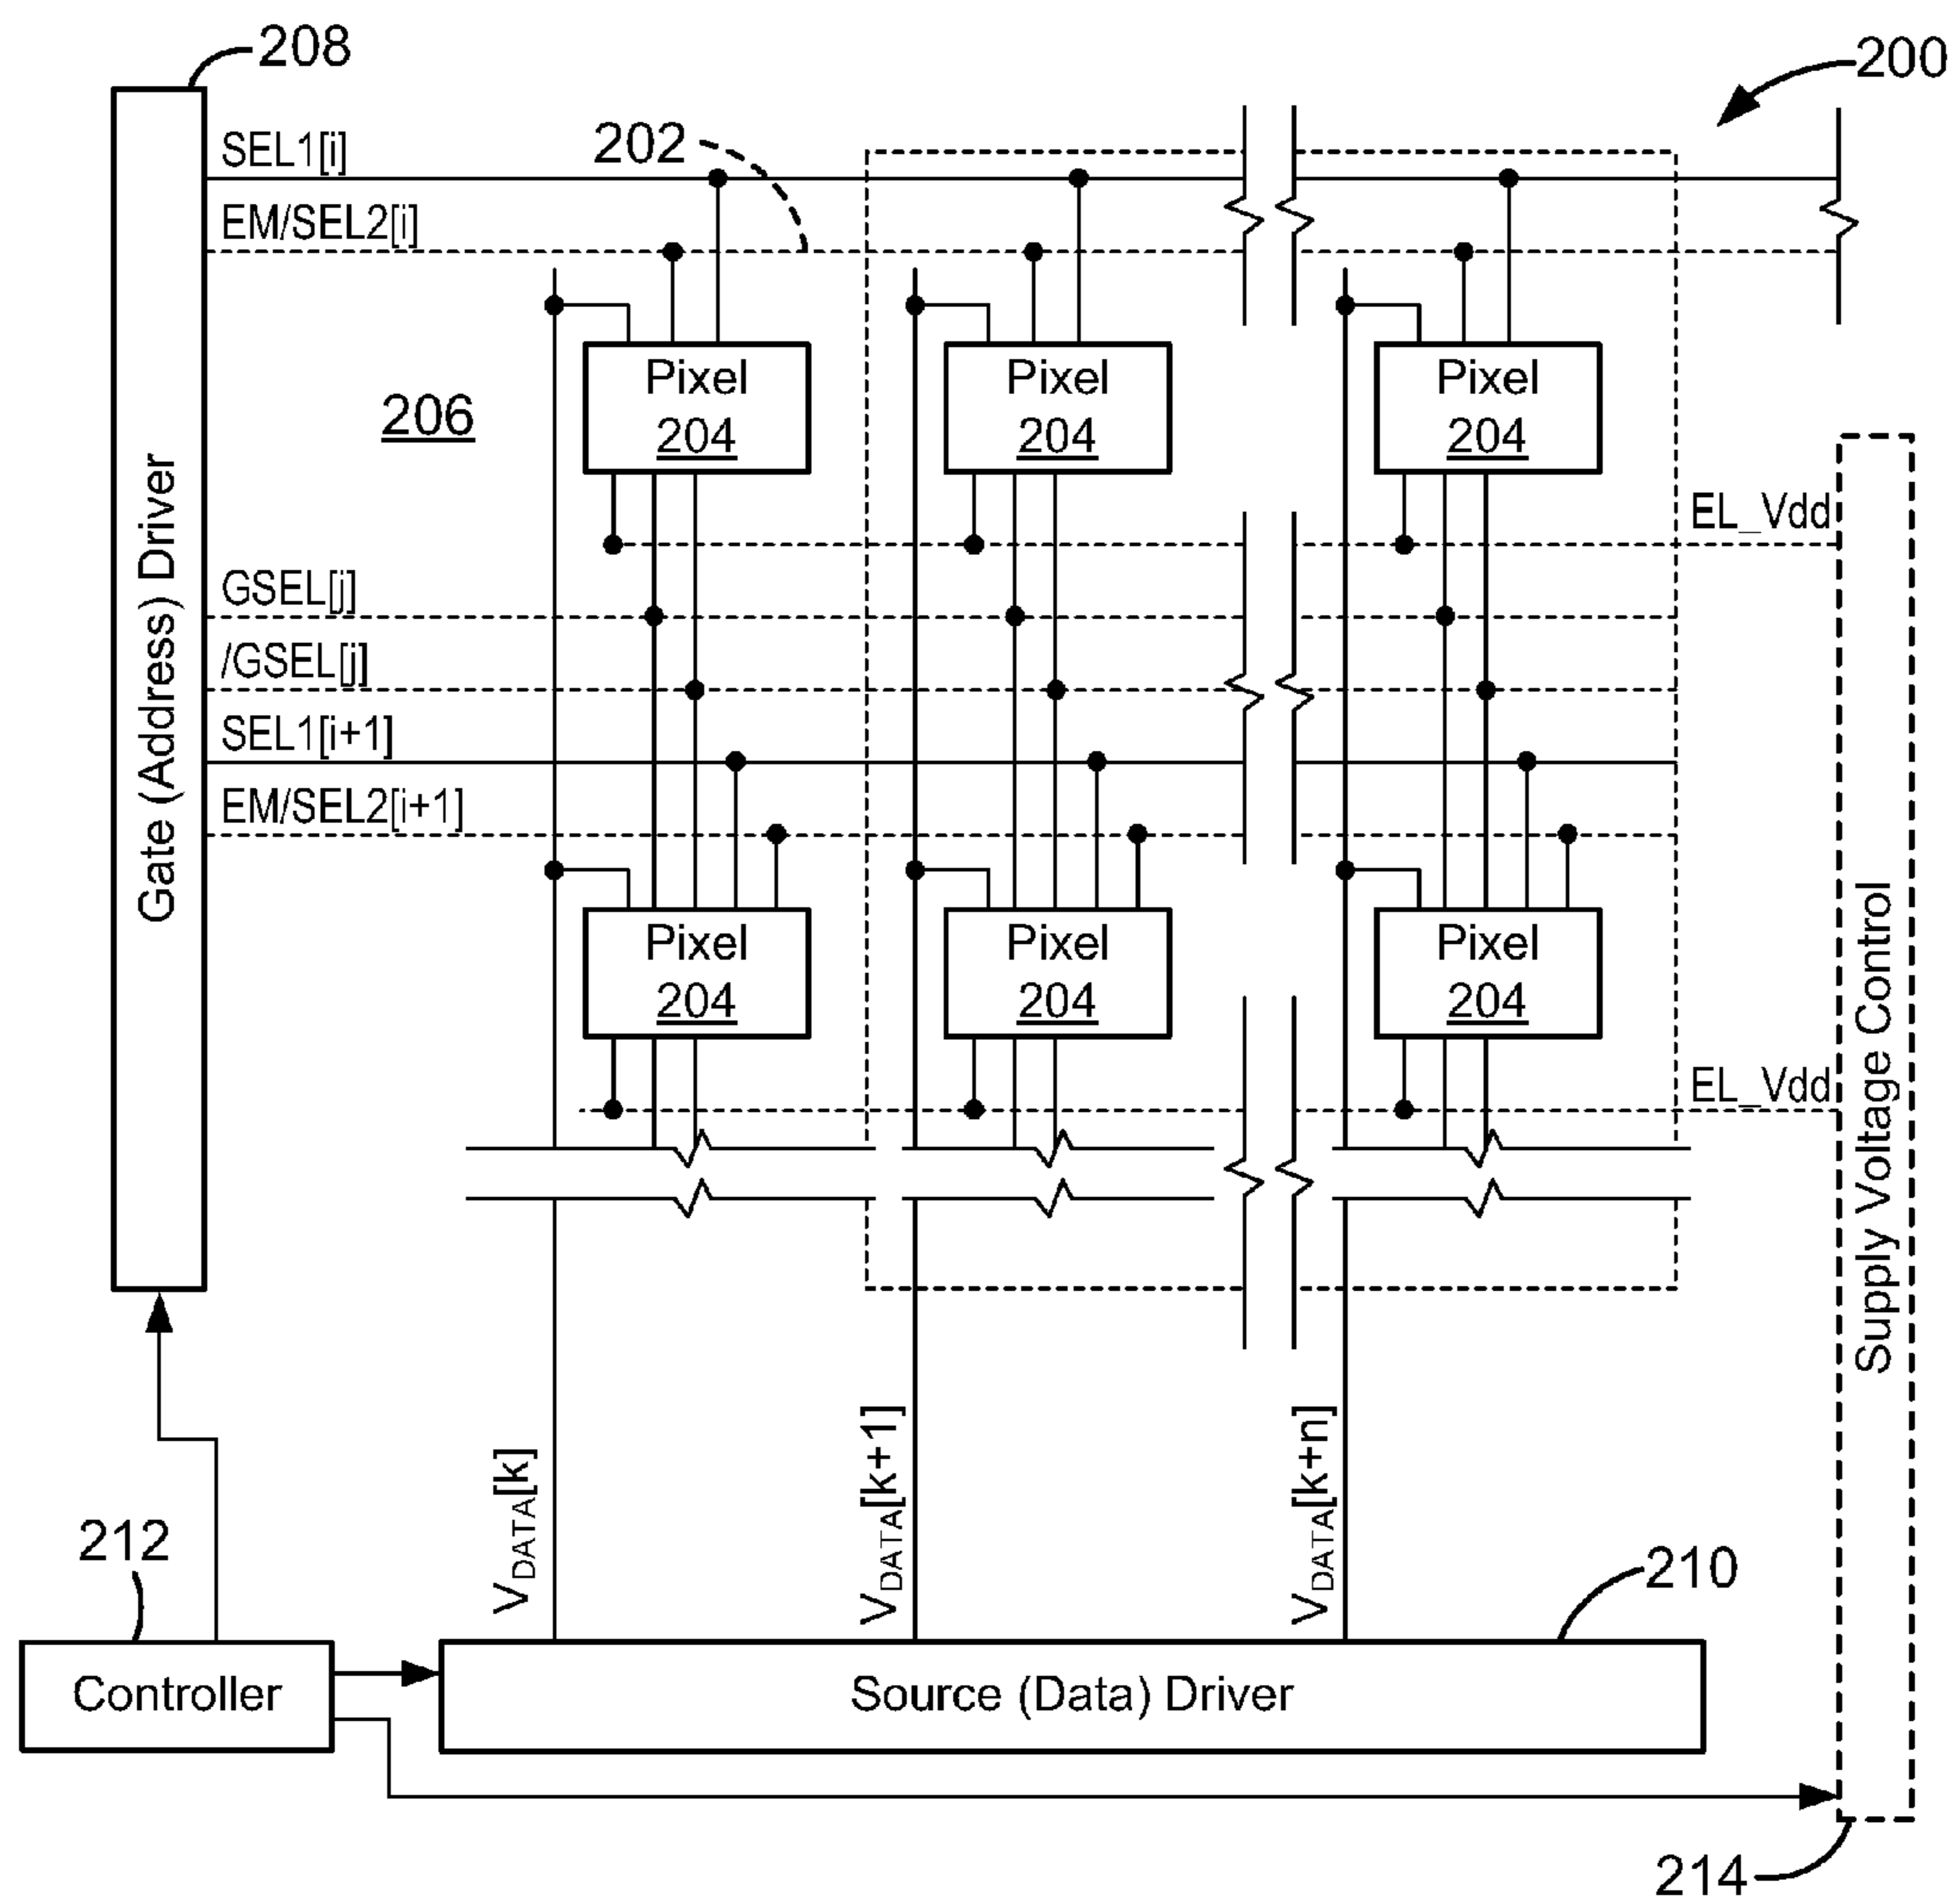 208
200
SEL1[i]
202
EM/SEL2[i]
Pixel
204
Pixel
204
Pixel
204
206
EL_Vdd
GSEL[j]
/GSEL[j]
SEL1[i+1]
EM/SEL2[i+1]
Gate (Address) Driver
Pixel
204
Pixel
204
Pixel
204
EL_Vdd
Supply Voltage Control
VDATA[k]
VDATA[k+1]
VDATA[k+n]
212
210
Controller
Source (Data) Driver
214